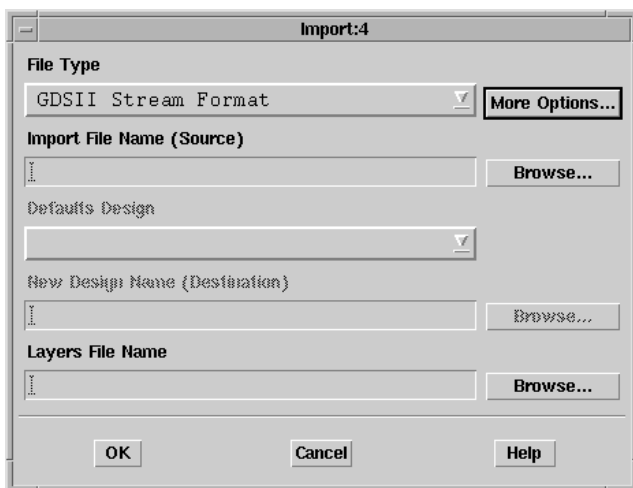 Import:4
File Type
GDSII Stream Format
More Options...
Import File Name (Source)
Browse...
Defaults Design
New Design Name (Destination)
Browse...
Layers File Name
Browse...
OK
Cancel
Help